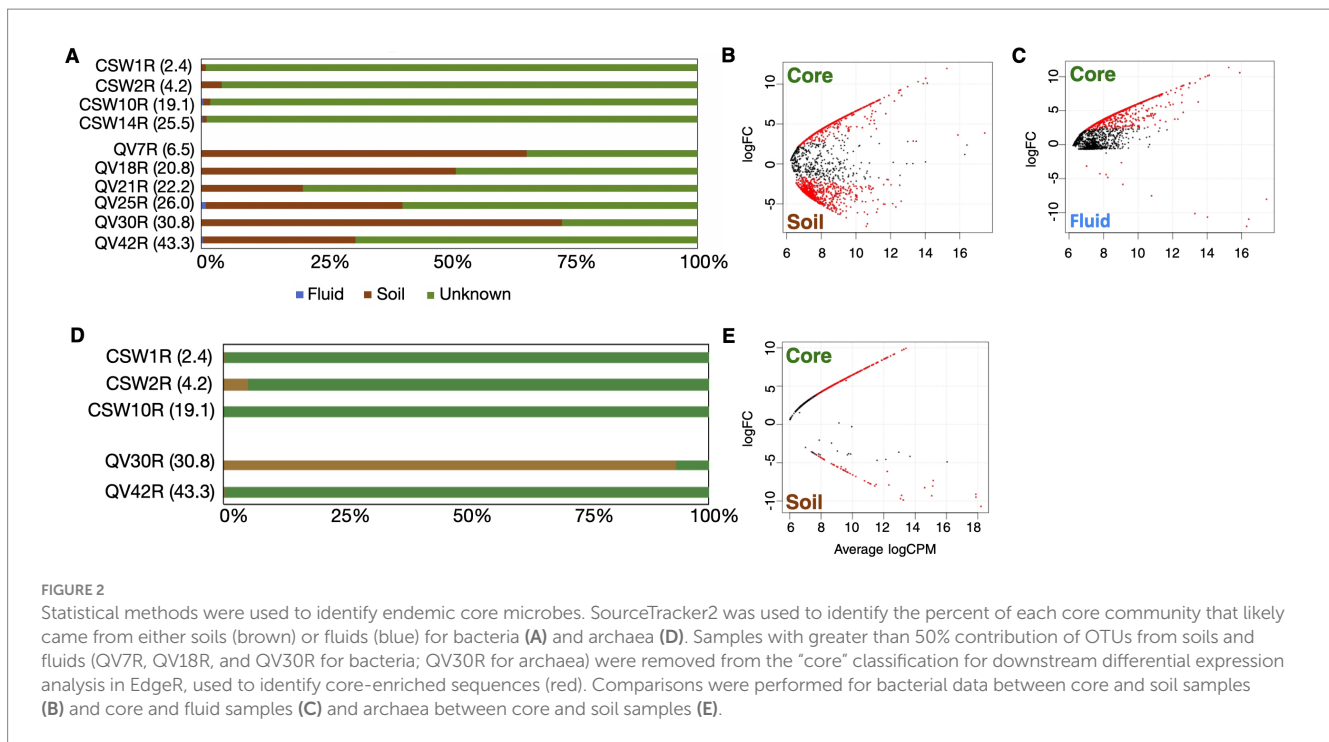 A
CSW1R (2.4)
CSW2R (4.2)
CSW10R (19.1)
CSW14R (25.5)
QV7R (6.5)
QV18R (20.8)
QV21R (22.2)
QV25R (26.0)
QV30R (30.8)
QV42R (43.3)
0% 25% 50% 75% 100%
Fluid Soil Unknown
B
Core
Soil
logFC
10
5
0
-5
6 8 10 12 14 16
C
Core
Fluid
logFC
10
5
0
-5
-10
6 8 10 12 14 16
D
CSW1R (2.4)
CSW2R (4.2)
CSW10R (19.1)
QV30R (30.8)
QV42R (43.3)
0% 25% 50% 75% 100%
E
Core
Soil
logFC
10
5
0
-5
-10
6 8 10 12 14 16 18
Average logCPM
FIGURE 2
Statistical methods were used to identify endemic core microbes. SourceTracker2 was used to identify the percent of each core community that likely
came from either soils (brown) or fluids (blue) for bacteria (A) and archaea (D). Samples with greater than 50% contribution of OTUs from soils and
fluids (QV7R, QV18R, and QV30R for bacteria; QV30R for archaea) were removed from the “core” classification for downstream differential expression
analysis in EdgeR, used to identify core-enriched sequences (red). Comparisons were performed for bacterial data between core and soil samples
(B) and core and fluid samples (C) and archaea between core and soil samples (E).